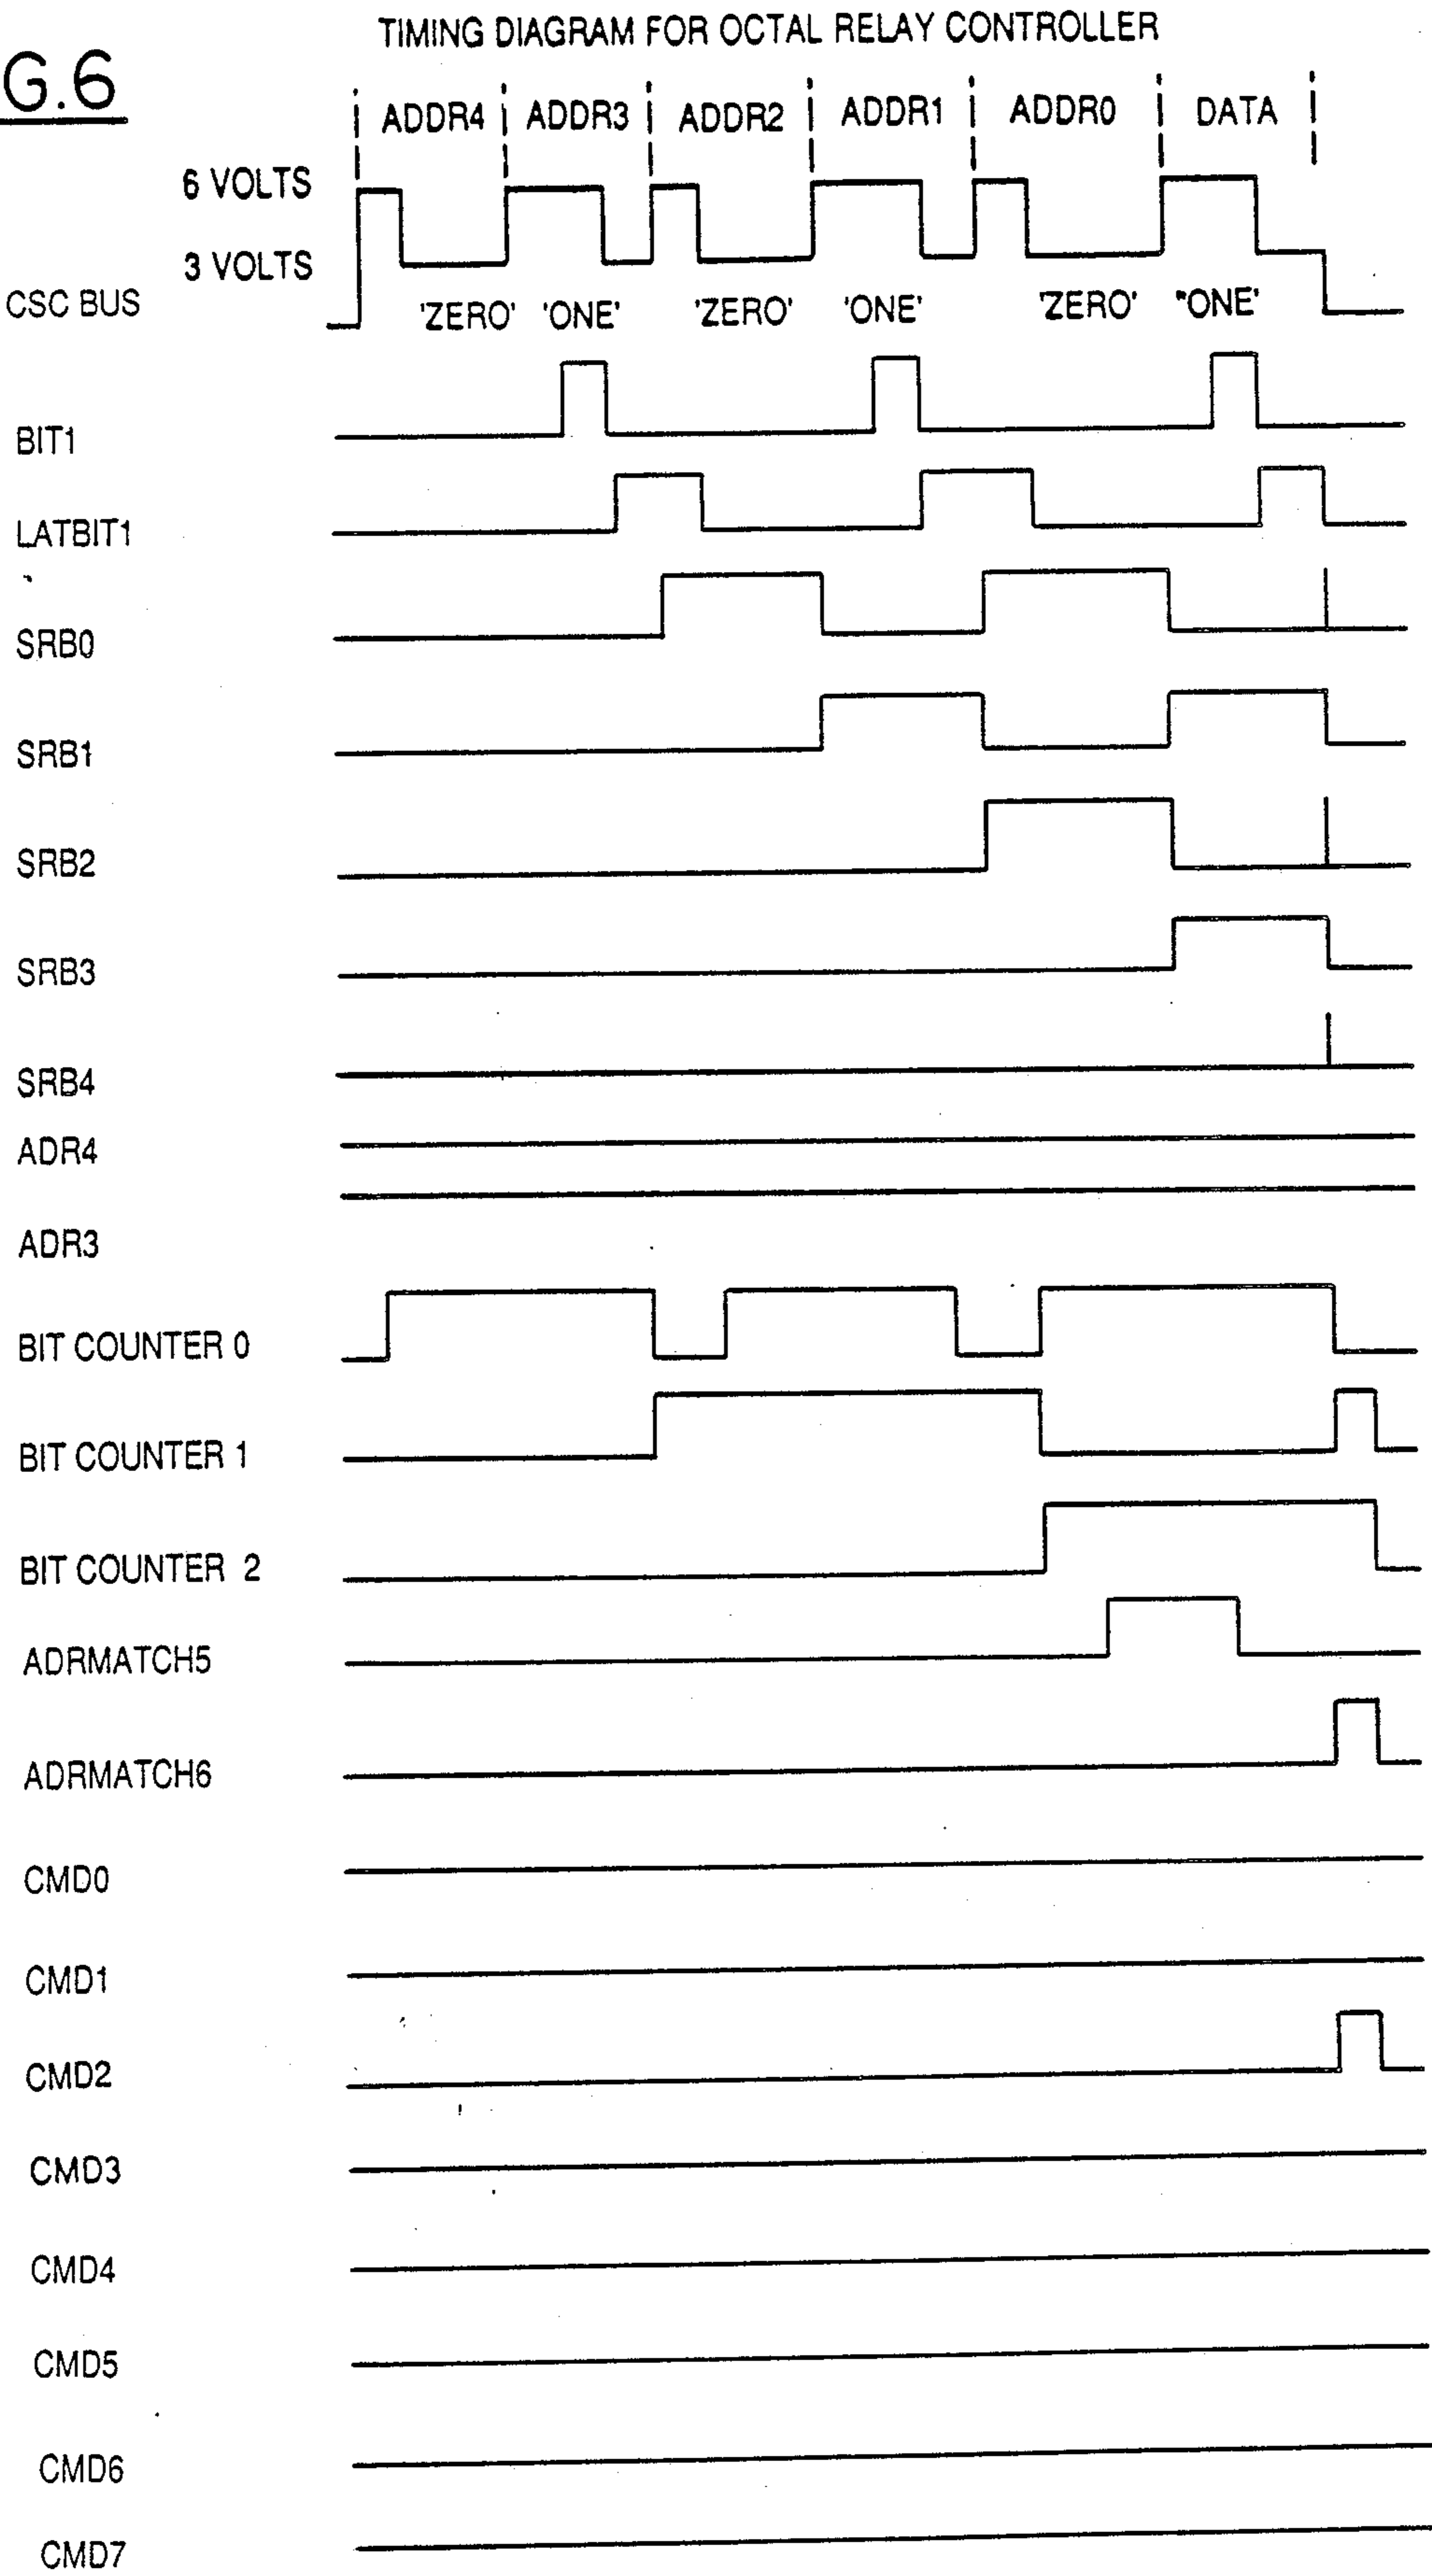 G.6
TIMING DIAGRAM FOR OCTAL RELAY CONTROLLER
ADDR4 ADDR3 ADDR2 ADDR1 ADDR0 DATA
6 VOLTS
3 VOLTS
CSC BUS
'ZERO' 'ONE' 'ZERO' 'ONE' 'ZERO' "ONE'
BIT1
LATBIT1
SRB0
SRB1
SRB2
SRB3
SRB4
ADR4
ADR3
BIT COUNTER 0
BIT COUNTER 1
BIT COUNTER 2
ADRMATCH5
ADRMATCH6
CMD0
CMD1
CMD2
CMD3
CMD4
CMD5
CMD6
CMD7